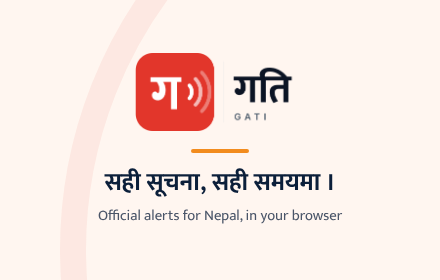 ग
गति
GATI
सही सूचना, सही समयमा ।
Official alerts for Nepal, in your browser